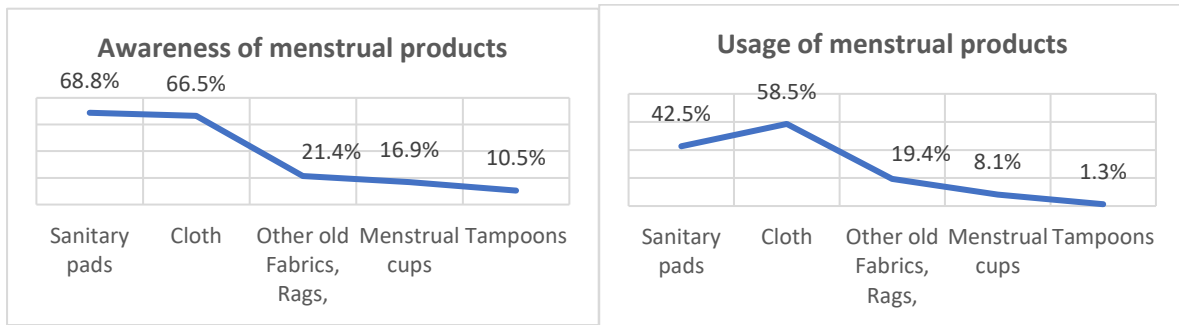 Awareness of menstrual products
68.8%
66.5%
21.4%
16.9%
10.5%
Sanitary
pads
Cloth
Other old
Fabrics,
Rags,
Menstrual
cups
Tampoons
Usage of menstrual products
42.5%
58.5%
19.4%
8.1%
1.3%
Sanitary
pads
Cloth
Other old
Fabrics,
Rags,
Menstrual
cups
Tampoons